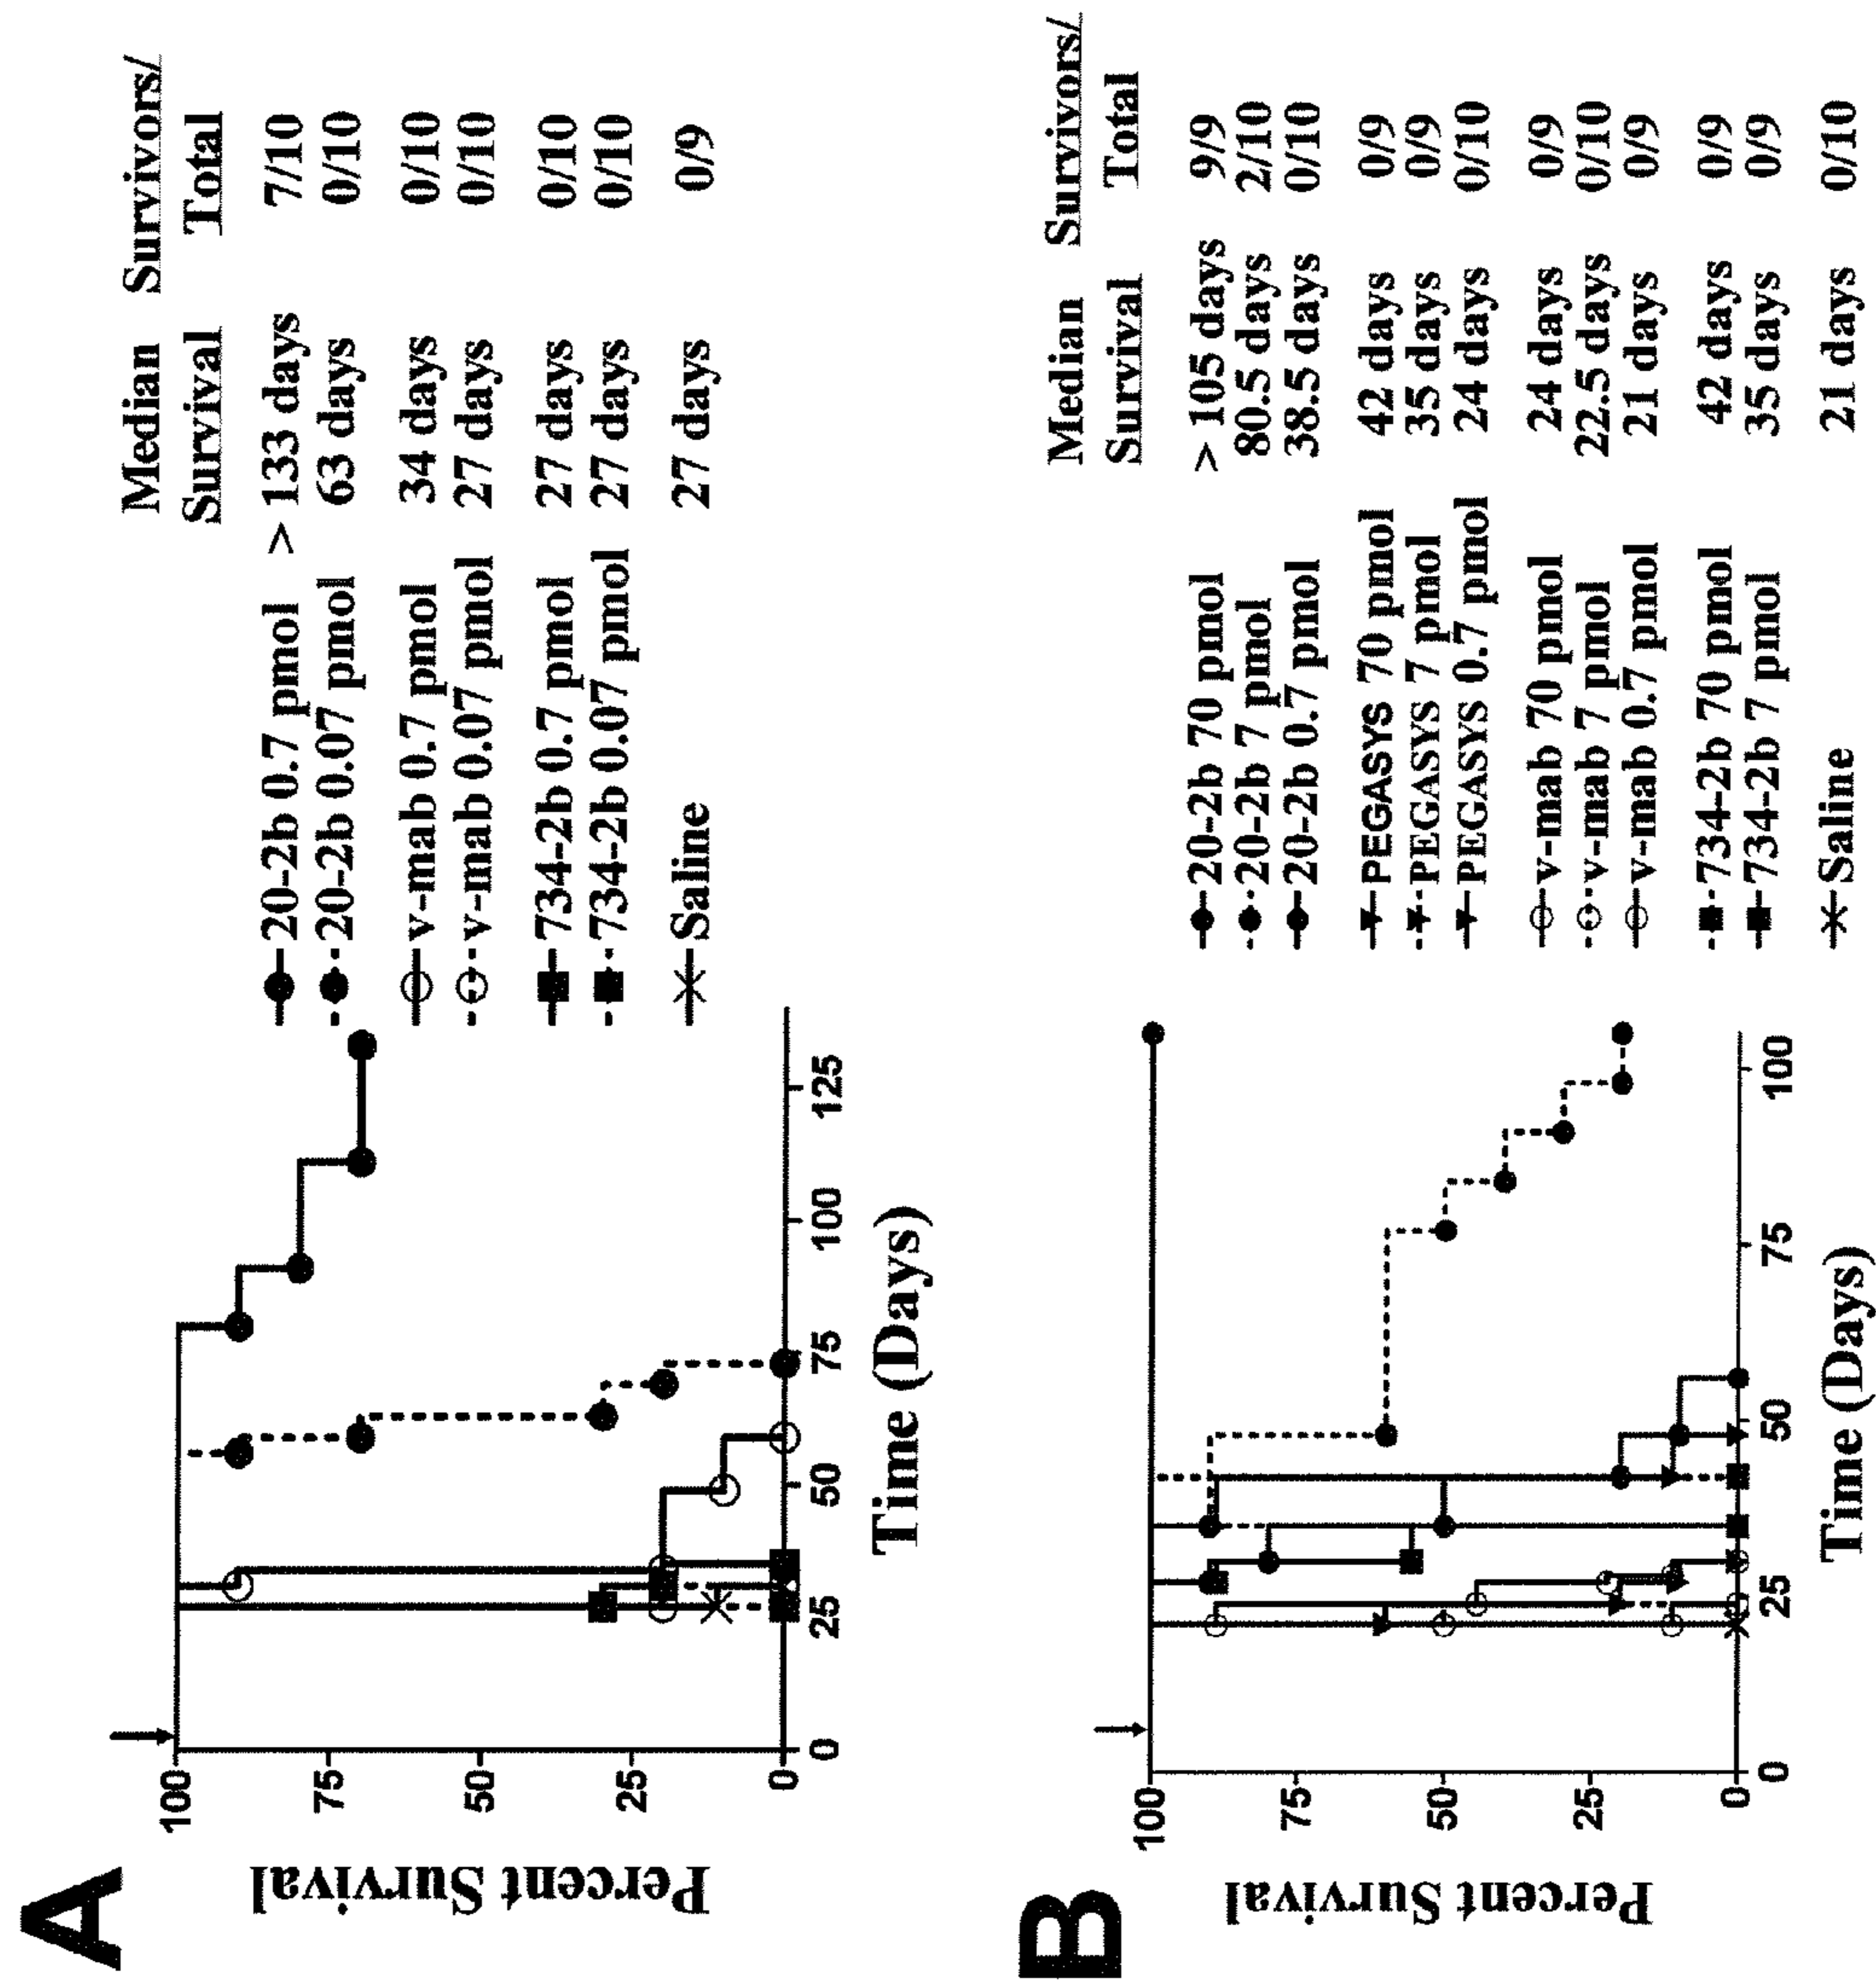 A
Percent Survival
100
75
50
25
0
0
25
50
75
100
125
Time (Days)
Median Survivors/
Survival Total
20-2b 0.7 pmol > 133 days 7/10
20-2b 0.07 pmol 63 days 0/10
v-mab 0.7 pmol 34 days 0/10
v-mab 0.07 pmol 27 days 0/10
734-2b 0.7 pmol 27 days 0/10
734-2b 0.07 pmol 27 days 0/10
Saline 27 days 0/9
B
Percent Survival
100
75
50
25
0
0
25
50
75
100
Time (Days)
Median Survivors/
Survival Total
20-2b 70 pmol > 105 days 9/9
20-2b 7 pmol 80.5 days 2/10
20-2b 0.7 pmol 38.5 days 0/10
PEGASYS 70 pmol 42 days 0/9
PEGASYS 7 pmol 35 days 0/9
PEGASYS 0.7 pmol 24 days 0/10
v-mab 70 pmol 24 days 0/9
v-mab 7 pmol 22.5 days 0/10
v-mab 0.7 pmol 21 days 0/9
734-2b 70 pmol 42 days 0/9
734-2b 7 pmol 35 days 0/9
Saline 21 days 0/10